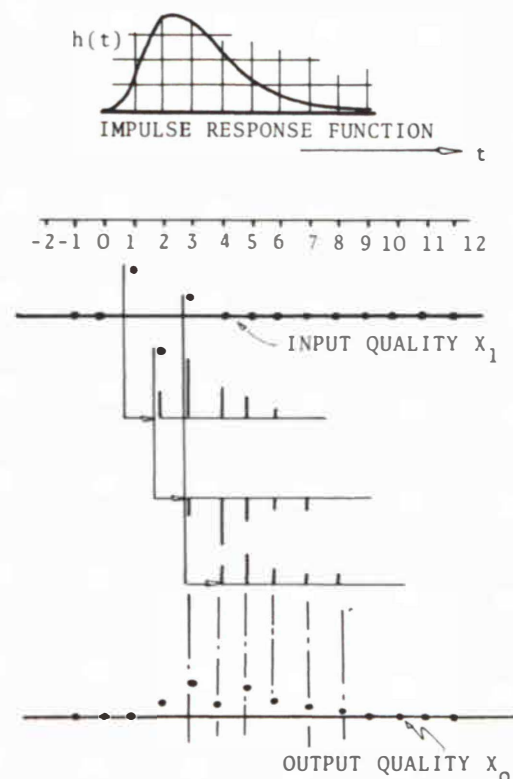 h(t)
IMPULSE RESPONSE FUNCTION
t
-2 -1 0 1 2 3 4 5 6 7 8 9 10 11 12
INPUT QUALITY X1
OUTPUT QUALITY Xo